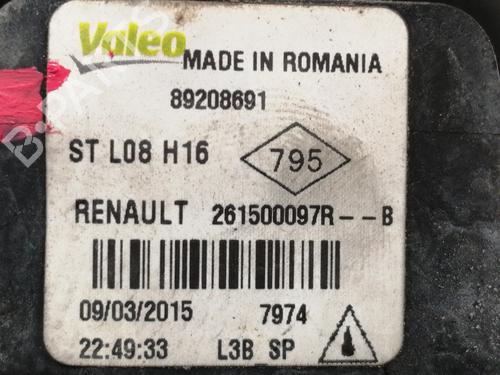 Valeo
MADE IN ROMANIA
89208691
ST L08 H16
795
RENAULT 261500097R--B
09/03/2015 7974
22:49:33 L3B SP
B-PARTS